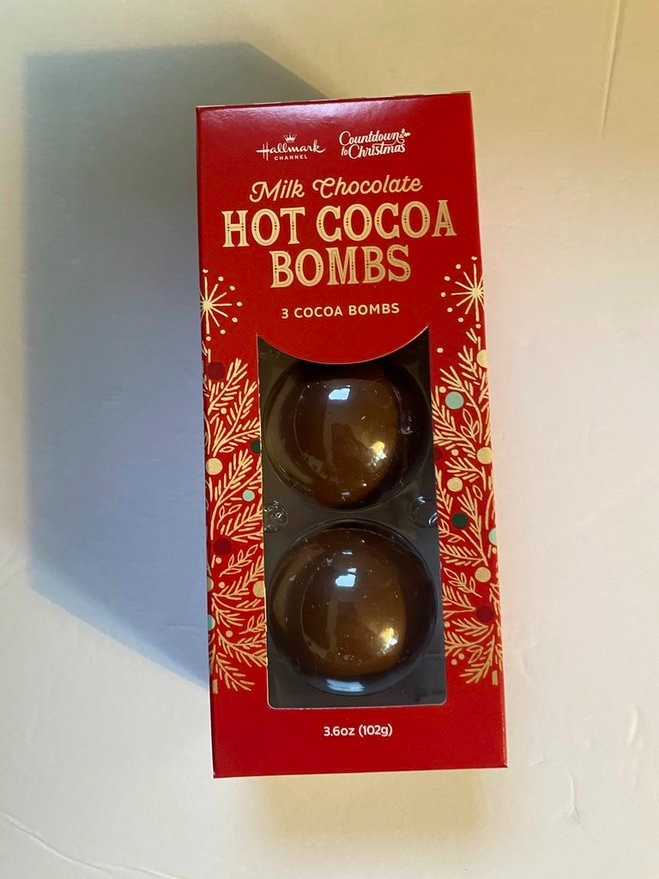 Hallmark
CHANNEL
Countdown
to Christmas
Milk Chocolate
HOT COCOA
BOMBS
3 COCOA BOMBS
3.6oz (102g)